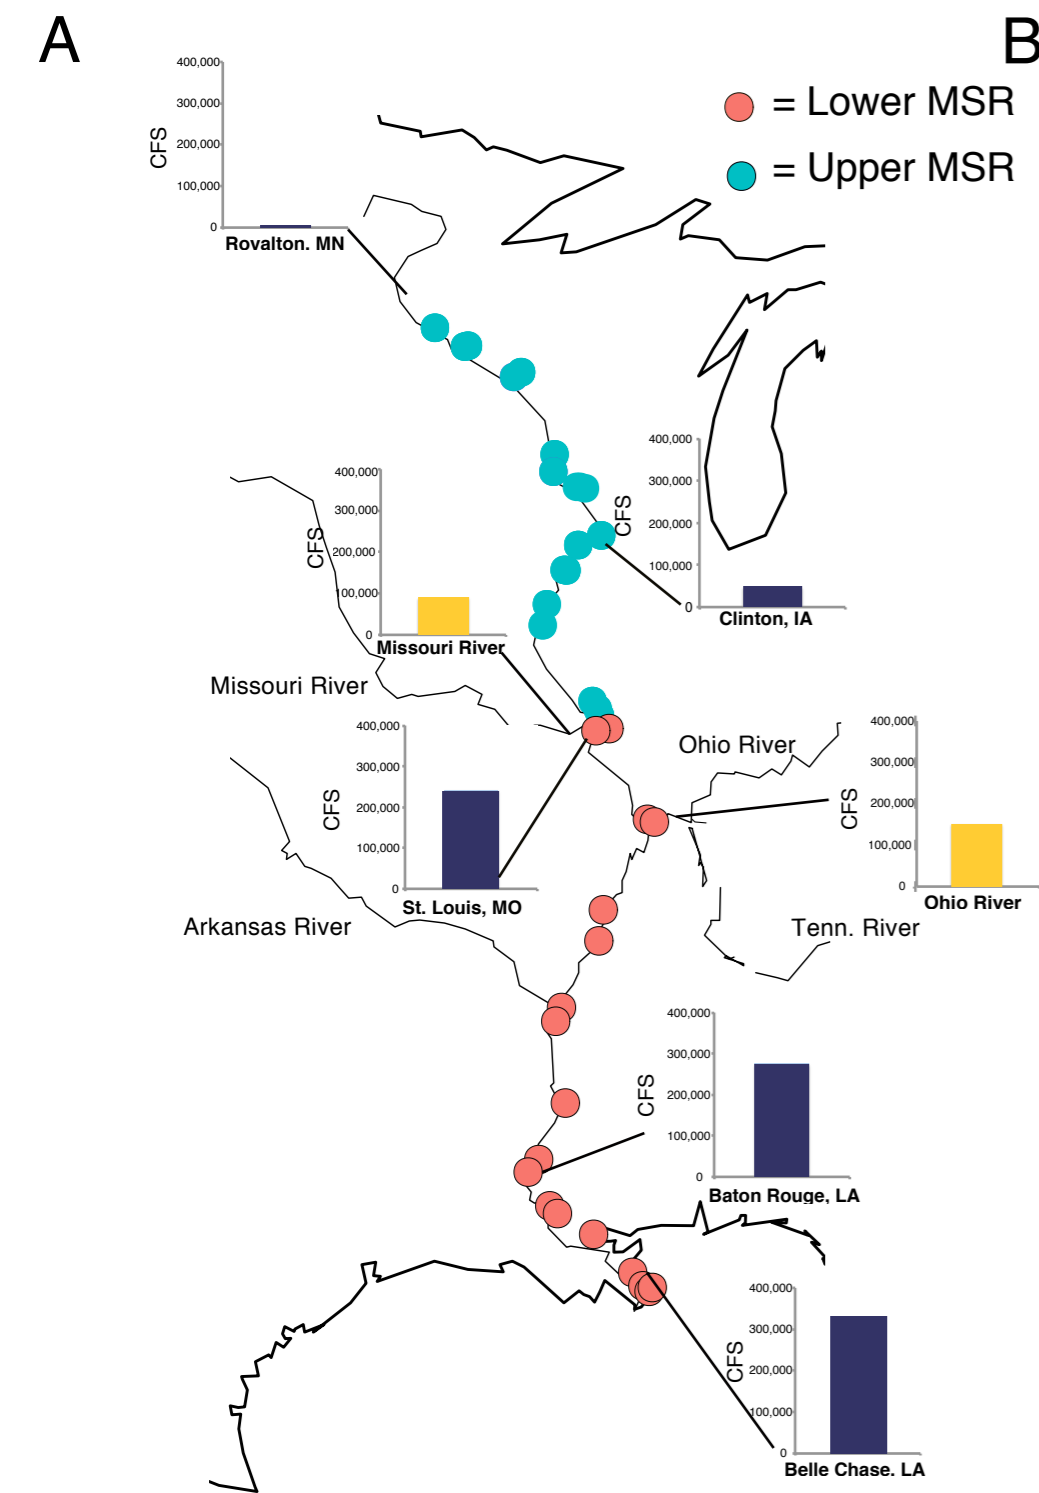 A
B
= Lower MSR
= Upper MSR
400,000
300,000
200,000
100,000
0
CFS
Rovalton. MN
400,000
300,000
200,000
100,000
0
CFS
Clinton, IA
400,000
300,000
200,000
100,000
0
CFS
Missouri River
Missouri River
400,000
300,000
200,000
100,000
0
CFS
St. Louis, MO
Ohio River
400,000
300,000
200,000
100,000
0
CFS
Ohio River
Arkansas River
Tenn. River
400,000
300,000
200,000
100,000
0
CFS
Baton Rouge, LA
400,000
300,000
200,000
100,000
0
CFS
Belle Chase. LA